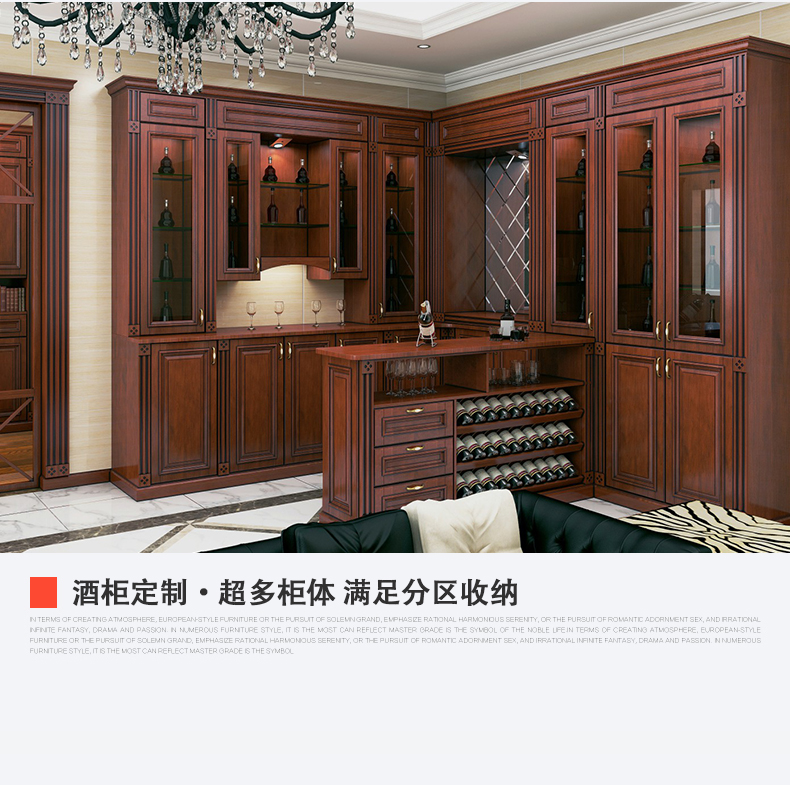 酒柜定制·超多柜体 满足分区收纳
IN TERMS OF CREATING ATMOSPHERE, EUROPEAN-STYLE FURNITURE OR THE PURSUIT OF SOLEMN GRAND, EMPHASIZE RATIONAL HARMONIOUS SERENITY, OR THE PURSUIT OF ROMANTIC ADORNMENT SEX, AND IRRATIONAL
INFINITE FANTASY, DRAMA AND PASSION. IN NUMEROUS FURNITURE STYLE, IT IS THE MOST CAN REFLECT MASTER GRADE IS THE SYMBOL OF THE NOBLE LIFE.IN TERMS OF CREATING ATMOSPHERE, EUROPEAN-STYLE
FURNITURE OR THE PURSUIT OF SOLEMN GRAND, EMPHASIZE RATIONAL HARMONIOUS SERENITY, OR THE PURSUIT OF ROMANTIC ADORNMENT SEX, AND IRRATIONAL INFINITE FANTASY, DRAMA AND PASSION. IN NUMEROUS
FURNITURE STYLE, IT IS THE MOST CAN REFLECT MASTER GRADE IS THE SYMBOL